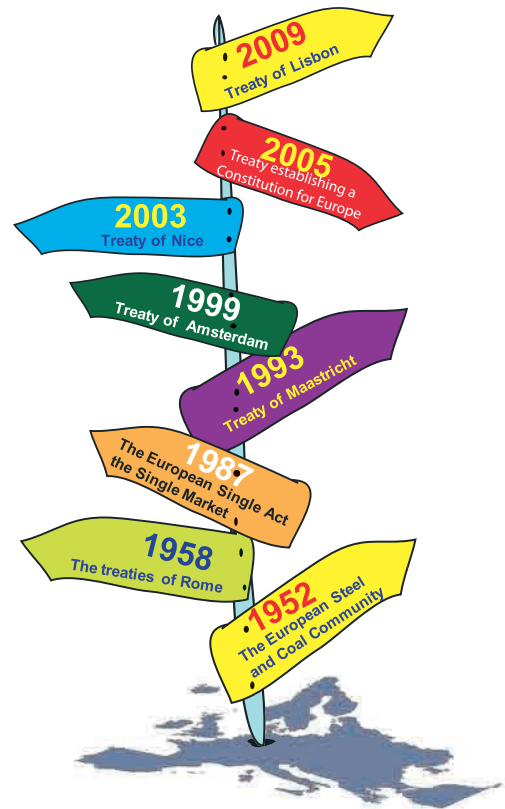 2009
Treaty of Lisbon
2005
Treaty establishing a
Constitution for Europe
2003
Treaty of Nice
1999
Treaty of Amsterdam
1993
Treaty of Maastricht
1987
The European Single Act
the Single Market
1958
The treaties of Rome
1952
The European Steel
and Coal Community